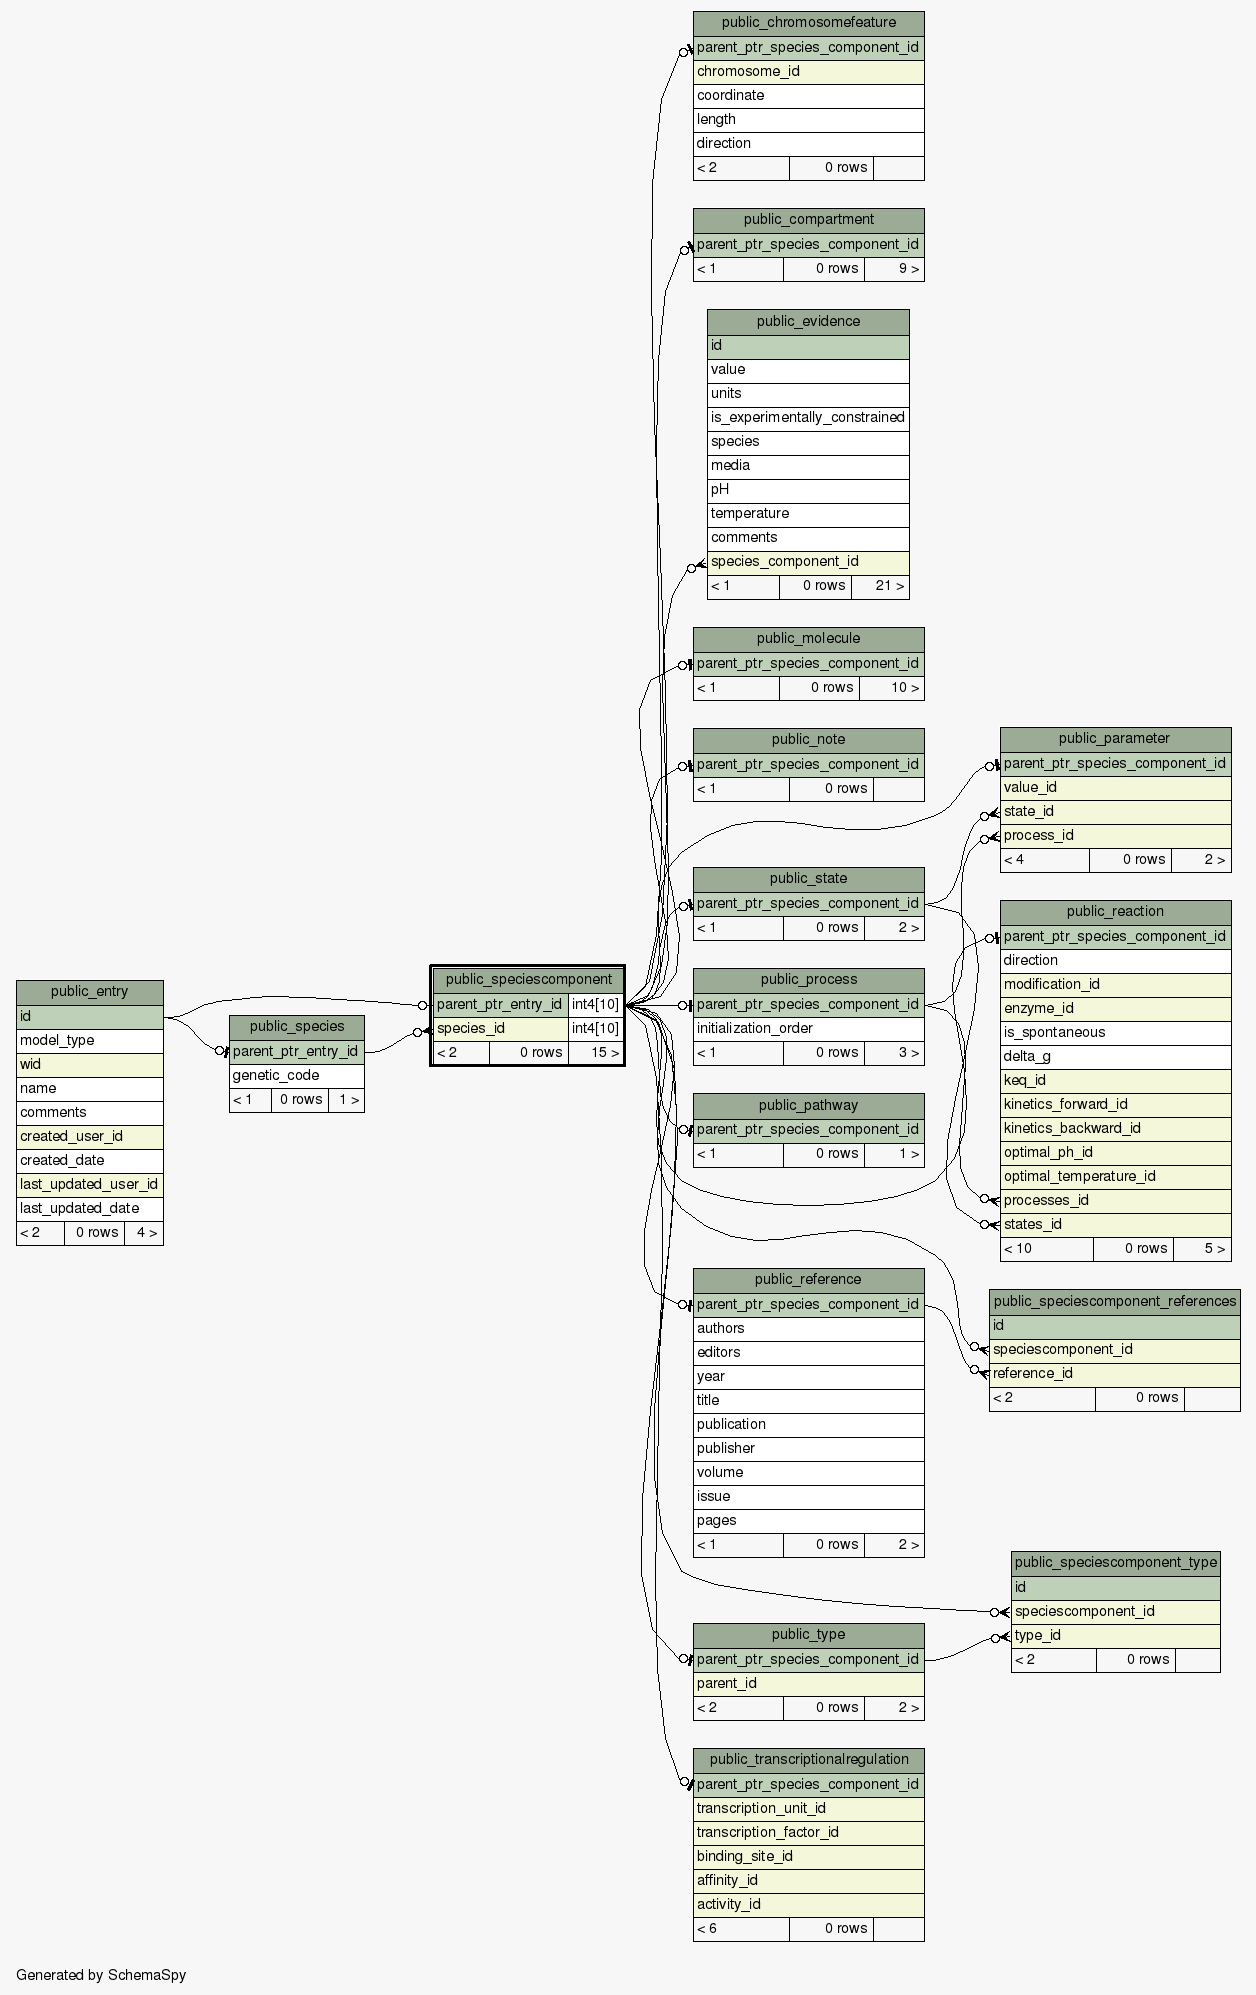 public_chromosomefeature
parent_ptr_species_component_id
chromosome_id
coordinate
length
direction
< 2 0 rows
public_compartment
parent_ptr_species_component_id
< 1 0 rows 9 >
public_evidence
id
value
units
is_experimentally_constrained
species
media
pH
temperature
comments
species_component_id
< 1 0 rows 21 >
public_molecule
parent_ptr_species_component_id
< 1 0 rows 10 >
public_note
parent_ptr_species_component_id
< 1 0 rows
public_parameter
parent_ptr_species_component_id
value_id
state_id
process_id
< 4 0 rows 2 >
public_state
parent_ptr_species_component_id
< 1 0 rows 2 >
public_reaction
parent_ptr_species_component_id
direction
modification_id
enzyme_id
is_spontaneous
delta_g
keq_id
kinetics_forward_id
kinetics_backward_id
optimal_ph_id
optimal_temperature_id
processes_id
states_id
< 10 0 rows 5 >
public_entry
id
model_type
wid
name
comments
created_user_id
created_date
last_updated_user_id
last_updated_date
< 2 0 rows 4 >
public_species
parent_ptr_entry_id
genetic_code
< 1 0 rows 1 >
public_speciescomponent
parent_ptr_entry_id int4[10]
species_id int4[10]
< 2 0 rows 15 >
public_process
parent_ptr_species_component_id
initialization_order
< 1 0 rows 3 >
public_pathway
parent_ptr_species_component_id
< 1 0 rows 1 >
public_reference
parent_ptr_species_component_id
authors
editors
year
title
publication
publisher
volume
issue
pages
< 1 0 rows 2 >
public_speciescomponent_references
id
speciescomponent_id
reference_id
< 2 0 rows
public_speciescomponent_type
id
speciescomponent_id
type_id
< 2 0 rows
public_type
parent_ptr_species_component_id
parent_id
< 2 0 rows 2 >
public_transcriptionalregulation
parent_ptr_species_component_id
transcription_unit_id
transcription_factor_id
binding_site_id
affinity_id
activity_id
< 6 0 rows
Generated by SchemaSpy